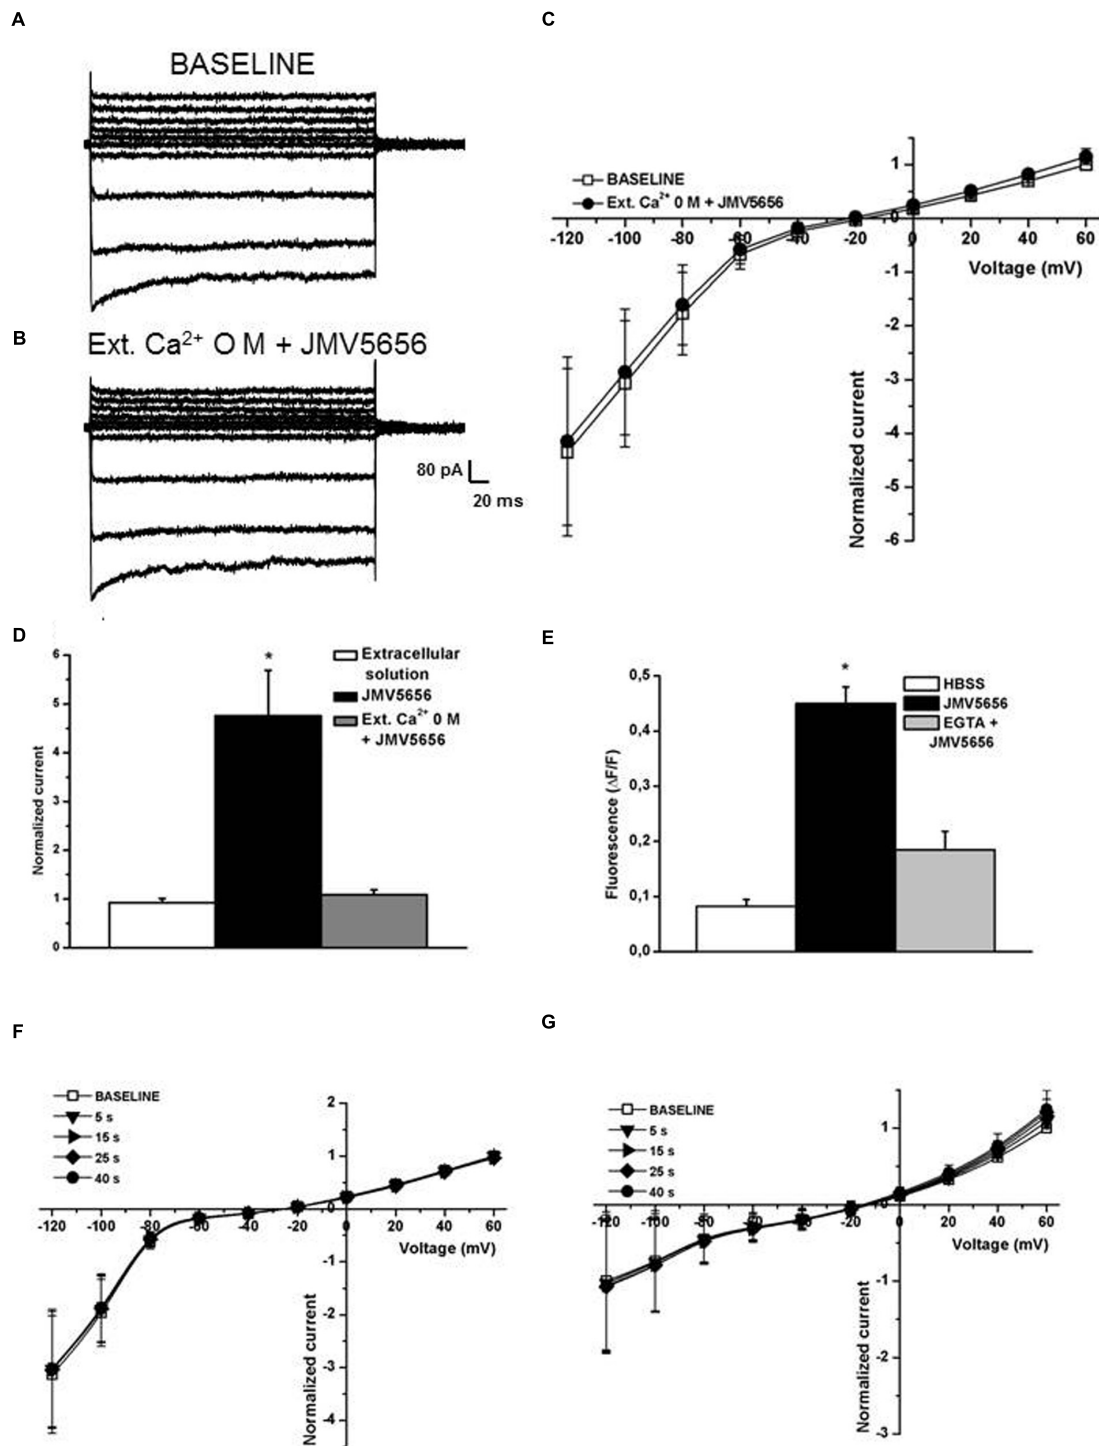 A
BASELINE
B
Ext. Ca²⁺ O M + JMV5656
80 pA
20 ms
C
BASELINE
Ext. Ca²⁺ 0 M + JMV5656
1
0
-1
-2
-3
-4
-5
-6
-120 -100 -80 -60 -40 -20 0 20 40 60
Voltage (mV)
Normalized current
D
6
5
4
3
2
1
0
Normalized current
*
Extracellular
solution
JMV5656
Ext. Ca²⁺ 0 M
+ JMV5656
E
0,5
0,4
0,3
0,2
0,1
0,0
Fluorescence (ΔF/F)
*
HBSS
JMV5656
EGTA +
JMV5656
F
BASELINE
5 s
15 s
25 s
40 s
2
1
0
-1
-2
-3
-4
-120 -100 -80 -60 -40 -20 0 20 40 60
Voltage (mV)
Normalized current
G
BASELINE
5 s
15 s
25 s
40 s
1
0
-1
-2
-3
-120 -100 -80 -60 -40 -20 0 20 40 60
Voltage (mV)
Normalized current